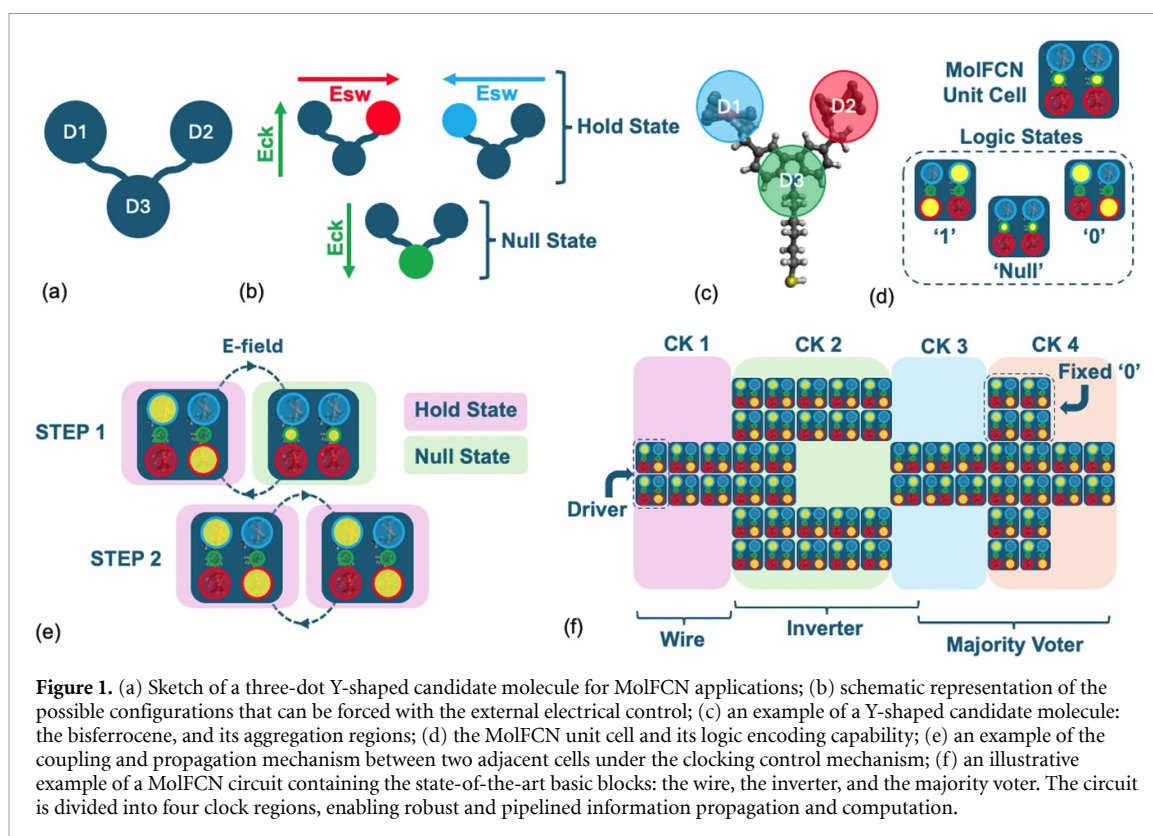 D1
D2
D3
(a)
Esw
Esw
Eck
Hold State
Eck
Null State
(b)
D1
D2
D3
(c)
MolFCN
Unit Cell
Logic States
‘1’
‘Null’
‘0’
(d)
E-field
STEP 1
Hold State
Null State
STEP 2
(e)
CK 1
CK 2
CK 3
CK 4
Fixed ‘0’
Driver
Wire
Inverter
Majority Voter
(f)
Figure 1. (a) Sketch of a three-dot Y-shaped candidate molecule for MolFCN applications; (b) schematic representation of the
possible configurations that can be forced with the external electrical control; (c) an example of a Y-shaped candidate molecule:
the bisferrocene, and its aggregation regions; (d) the MolFCN unit cell and its logic encoding capability; (e) an example of the
coupling and propagation mechanism between two adjacent cells under the clocking control mechanism; (f) an illustrative
example of a MolFCN circuit containing the state-of-the-art basic blocks: the wire, the inverter, and the majority voter. The circuit
is divided into four clock regions, enabling robust and pipelined information propagation and computation.